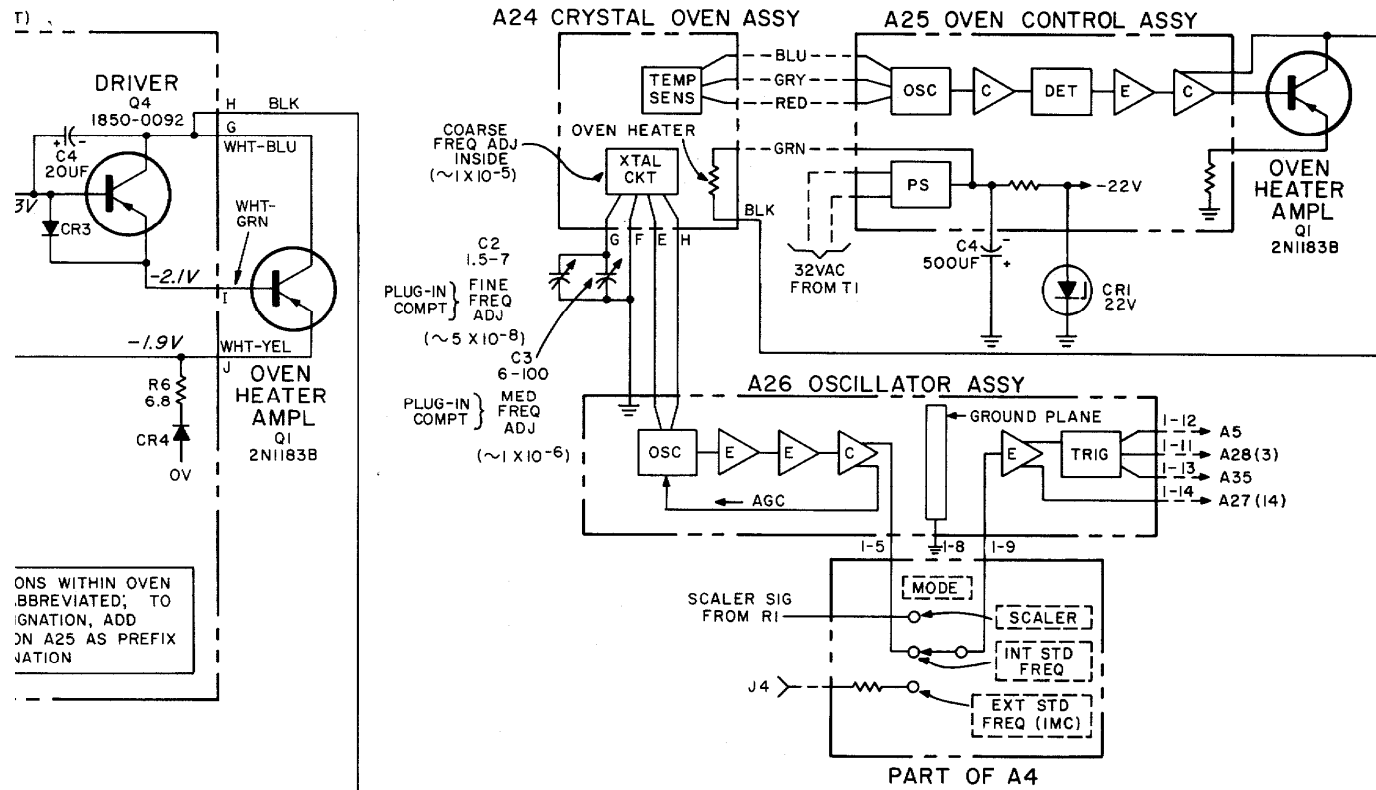 T)
DRIVER
Q4
1850-0092
H BLK
G
WHT-BLU
+ -
C4
20UF
3V
CR3
WHT-
GRN
-2.1V
I
-1.9V
WHT-YEL
J
R6
6.8
CR4
0V
OVEN
HEATER
AMPL
Q1
2N1183B
ONS WITHIN OVEN
ABBREVIATED; TO
IGNATION, ADD
ON A25 AS PREFIX
NATION
A24 CRYSTAL OVEN ASSY
TEMP
SENS
BLU
GRY
RED
COARSE
FREQ ADJ
INSIDE
(~1 X 10-5)
OVEN HEATER
XTAL
CKT
GRN
BLK
G F E H
C2
1.5-7
PLUG-IN
COMPT
FINE
FREQ
ADJ
(~5 X10-8)
C3
6-100
PLUG-IN
COMPT
MED
FREQ
ADJ
(~1 X 10-6)
A25 OVEN CONTROL ASSY
OSC
C
DET
E
C
PS
-22V
C4
500UF
-
+
32VAC
FROM T1
CR1
22V
OVEN
HEATER
AMPL
Q1
2N1183B
A26 OSCILLATOR ASSY
OSC
E
E
C
AGC
GROUND PLANE
E
TRIG
1-12 A5
1-11 A28(3)
1-13 A35
1-14 A27(14)
1-5 1-8 1-9
MODE
SCALER SIG
FROM R1
SCALER
INT STD
FREQ
J4
EXT STD
FREQ (1MC)
PART OF A4